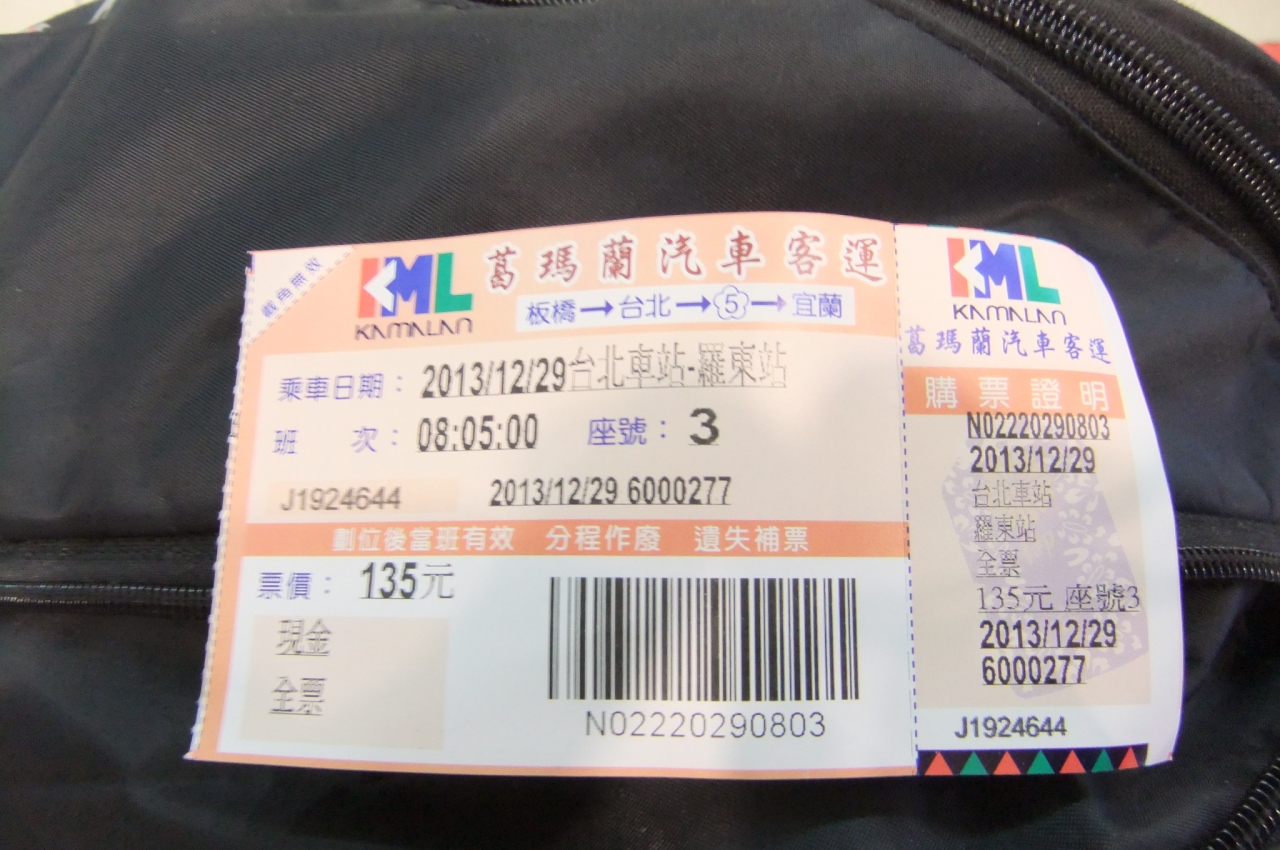 截角無效
KML
KAMALAN
葛瑪蘭汽車客運
板橋→台北→5→宜蘭
乘車日期： 2013/12/29台北車站-羅東站
班 次： 08:05:00 座號： 3
J1924644 2013/12/29 6000277
劃位後當班有效 分程作廢 遺失補票
票價： 135元
現金
全票
N02220290803
KML
KAMALAN
葛瑪蘭汽車客運
購票證明
N02220290803
2013/12/29
台北車站
羅東站
全票
135元 座號3
2013/12/29
6000277
J1924644